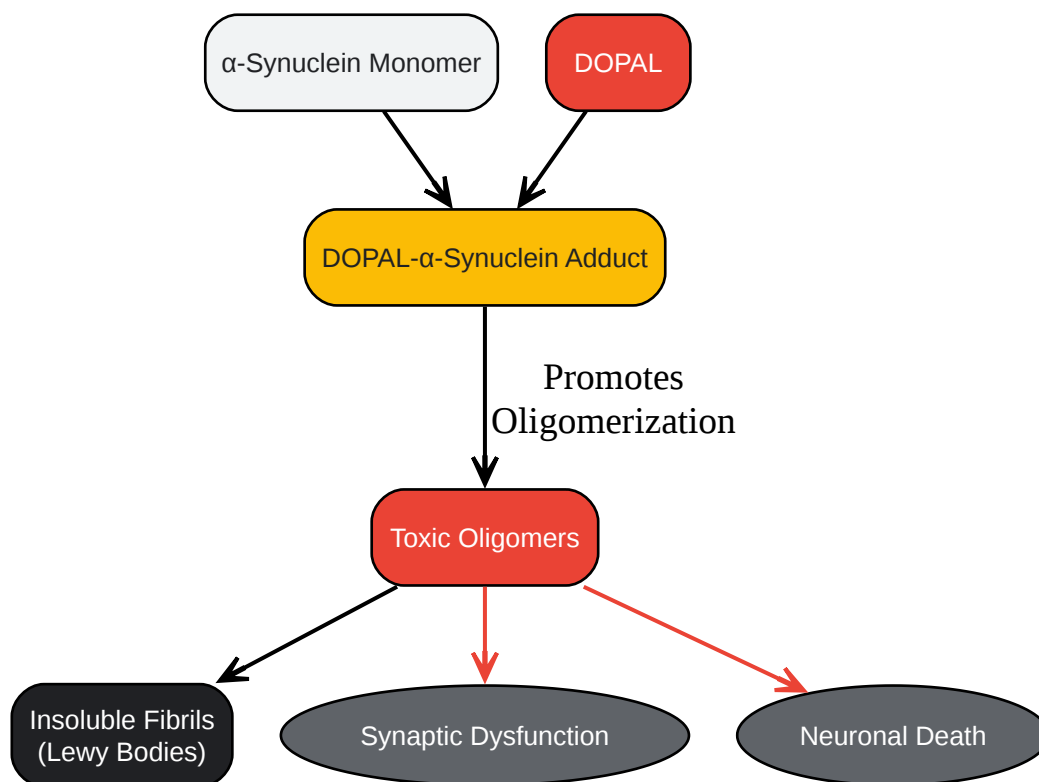 α-Synuclein Monomer
DOPAL
DOPAL-α-Synuclein Adduct
Promotes
Oligomerization
Toxic Oligomers
Insoluble Fibrils
(Lewy Bodies)
Synaptic Dysfunction
Neuronal Death